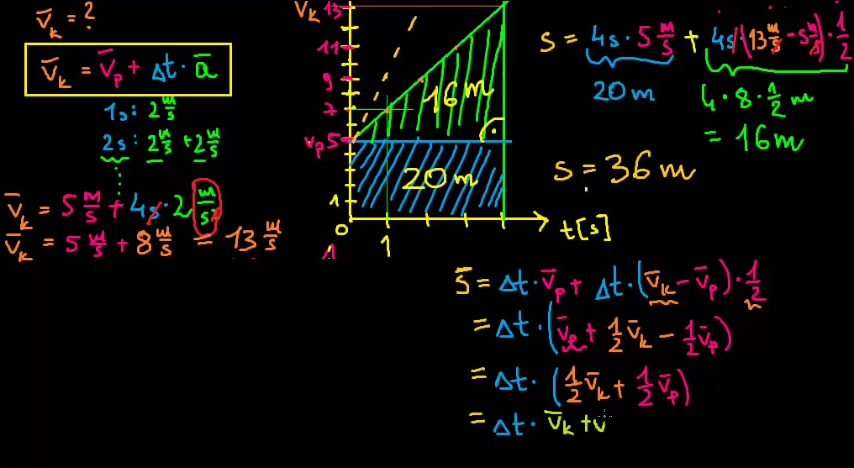 v̄ₖ = ?
v̄ₖ = v̄ₚ + Δt · ā
1s: 2 m/s
2s: 2 m/s + 2 m/s
v̄ₖ = 5 m/s + 4s · 2 m/s²
v̄ₖ = 5 m/s + 8 m/s = 13 m/s
vₖ 13
11
9
7
vₚ 5
1
0
1
1
t[s]
16 m
20 m
s = 4s · 5 m/s + 4s · (13 m/s - 5 m/s) · 1/2
20 m
4 · 8 · 1/2 m
= 16 m
s = 36 m
s̄ = Δt · v̄ₚ + Δt · (v̄ₖ - v̄ₚ) · 1/2
= Δt · (v̄ₚ + 1/2 v̄ₖ - 1/2 v̄ₚ)
= Δt · (1/2 v̄ₖ + 1/2 v̄ₚ)
= Δt · v̄ₖ + v